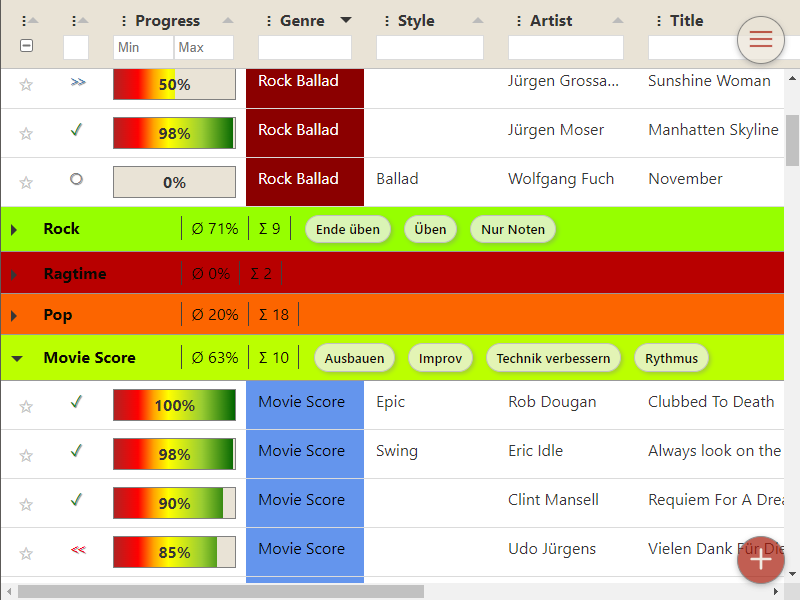 Progress Genre Style Artist Title
Min Max
50% Rock Ballad Jürgen Grossa... Sunshine Woman
98% Rock Ballad Jürgen Moser Manhatten Skyline
0% Rock Ballad Ballad Wolfgang Fuch November
Rock Ø 71% Σ 9 Ende üben Üben Nur Noten
Ragtime Ø 0% Σ 2
Pop Ø 20% Σ 18
Movie Score Ø 63% Σ 10 Ausbauen Improv Technik verbessern Rythmus
100% Movie Score Epic Rob Dougan Clubbed To Death
98% Movie Score Swing Eric Idle Always look on the
90% Movie Score Clint Mansell Requiem For A Drea
85% Movie Score Udo Jürgens Vielen Dank Für Die